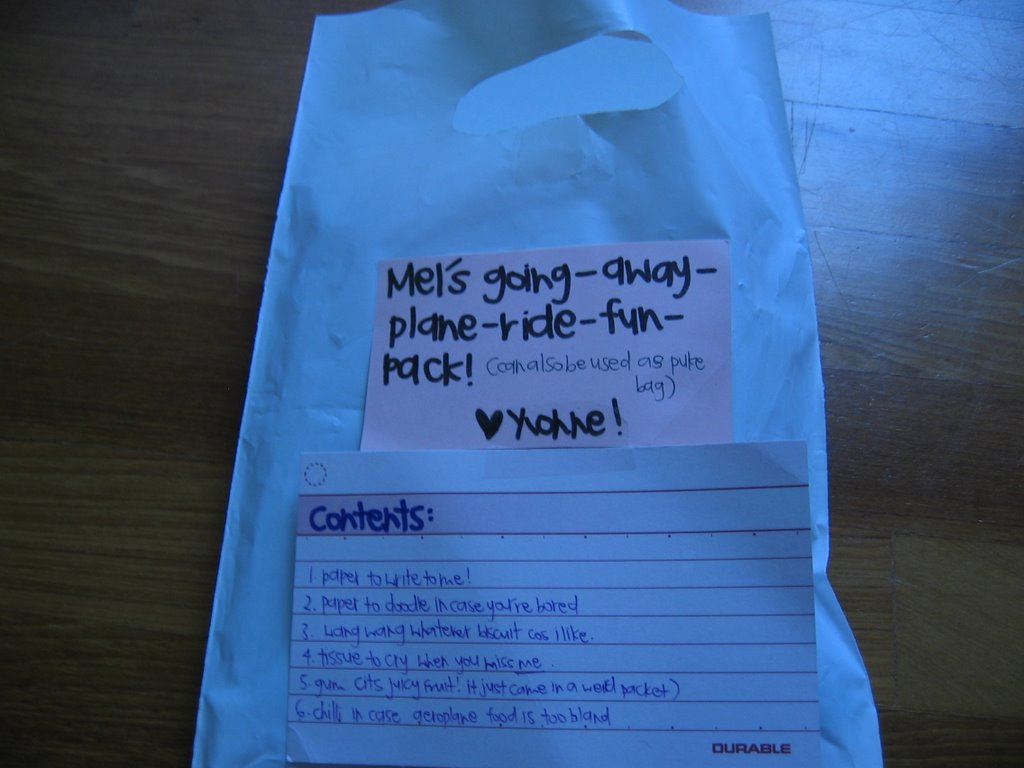 Mel's going-away-
plane-ride-fun-
pack! (can also be used as puke
bag)
♥ Yvonne!
Contents:
1. paper to write to me!
2. paper to doodle in case you're bored
3. wang wang whatever biscuit cos i like.
4. tissue to cry when you miss me.
5. gum (its juicy fruit! it just came in a weird packet)
6. chilli in case aeroplane food is too bland
DURABLE